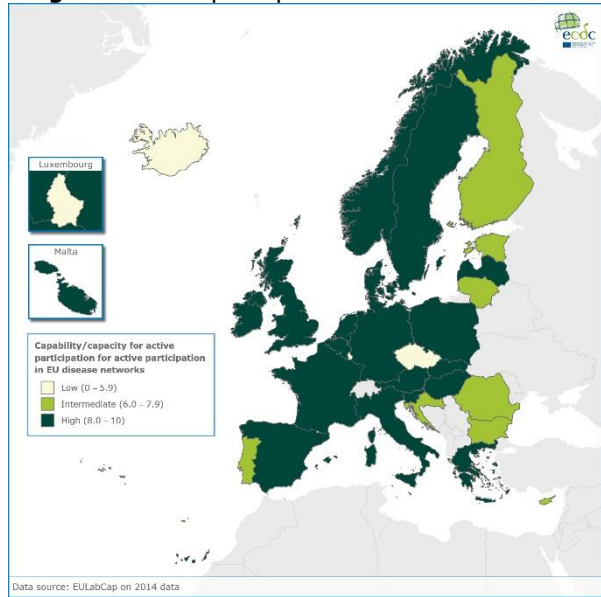 ecdc
Luxembourg
Malta
Capability/capacity for active
participation for active participation
in EU disease networks
Low (0 – 5.9)
Intermediate (6.0 – 7.9)
High (8.0 – 10)
Data source: EULabCap on 2014 data